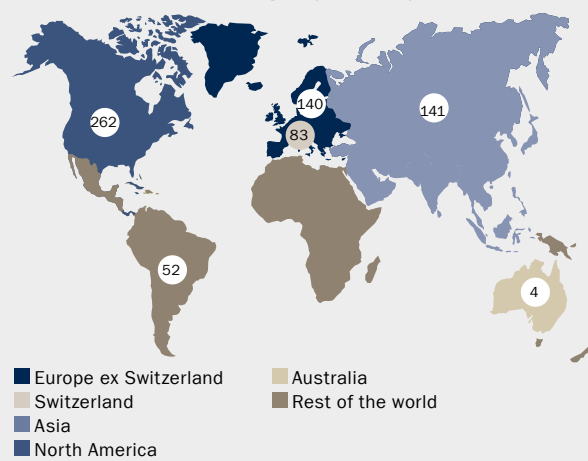 262
140
141
83
52
4
Europe ex Switzerland
Switzerland
Asia
North America
Australia
Rest of the world